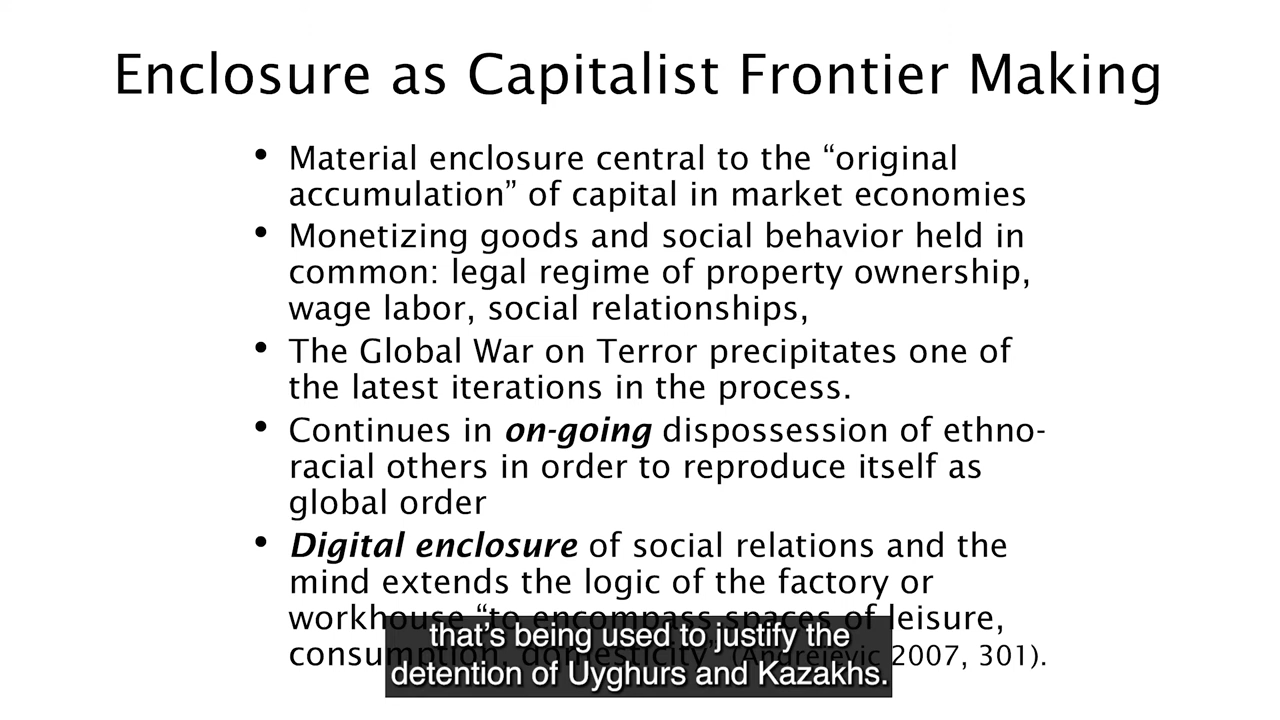 Enclosure as Capitalist Frontier Making
• Material enclosure central to the “original
accumulation” of capital in market economies
• Monetizing goods and social behavior held in
common: legal regime of property ownership,
wage labor, social relationships,
• The Global War on Terror precipitates one of
the latest iterations in the process.
• Continues in on-going dispossession of ethno-
racial others in order to reproduce itself as
global order
• Digital enclosure of social relations and the
mind extends the logic of the factory or
workhouse “to encompass spaces of leisure,
consumption, domesticity” (Andrejevic 2007, 301).
that’s being used to justify the
detention of Uyghurs and Kazakhs.